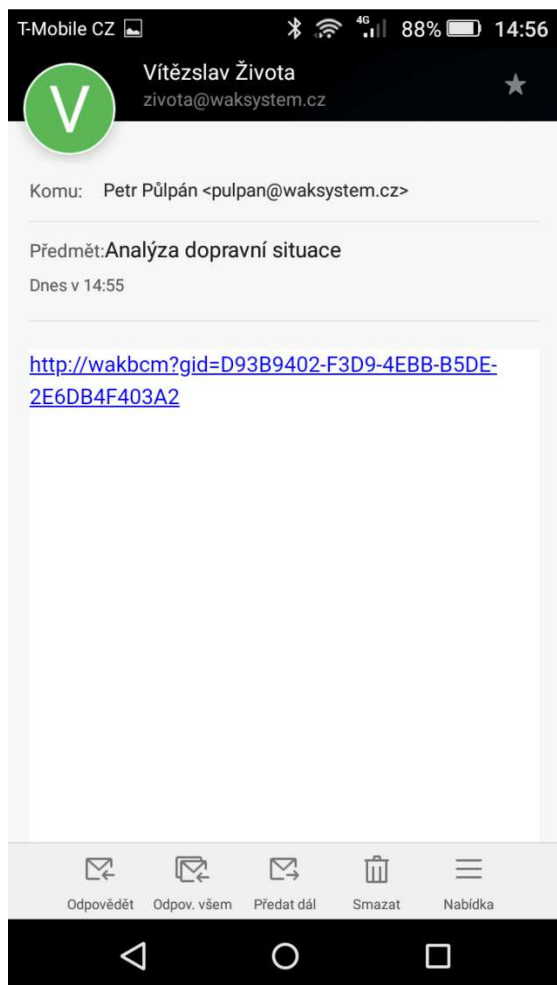 T-Mobile CZ 4G 88% 14:56
V
Vítězslav Života
zivota@waksystem.cz
Komu: Petr Půlpán <pulpan@waksystem.cz>
Předmět:Analýza dopravní situace
Dnes v 14:55
http://wakbcm?gid=D93B9402-F3D9-4EBB-B5DE-
2E6DB4F403A2
Odpovědět Odpov. všem Předat dál Smazat Nabídka